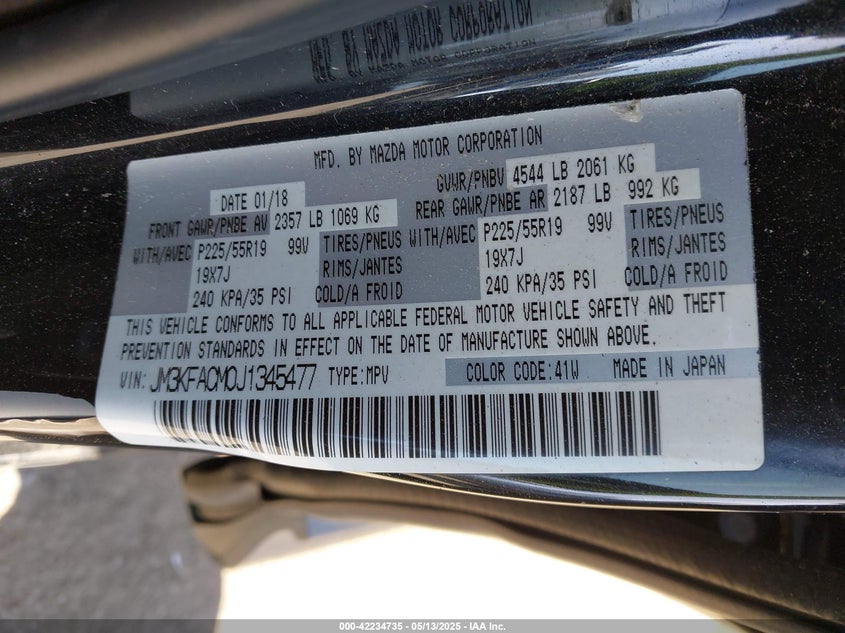 MFD. BY MAZDA MOTOR CORPORATION
DATE 01/18
GVWR/PNBV 4544 LB 2061 KG
FRONT GAWR/PNBE AV 2357 LB 1069 KG
REAR GAWR/PNBE AR 2187 LB 992 KG
WITH/AVEC P225/55R19 99V TIRES/PNEUS WITH/AVEC P225/55R19 99V TIRES/PNEUS
19X7J RIMS/JANTES 19X7J RIMS/JANTES
240 KPA/35 PSI COLD/A FROID 240 KPA/35 PSI COLD/A FROID
THIS VEHICLE CONFORMS TO ALL APPLICABLE FEDERAL MOTOR VEHICLE SAFETY AND THEFT
PREVENTION STANDARDS IN EFFECT ON THE DATE OF MANUFACTURE SHOWN ABOVE.
VIN: JM3KFACM0J1345477 TYPE:MPV COLOR CODE:41W MADE IN JAPAN
000-42234735 - 05/13/2025 - IAA Inc.